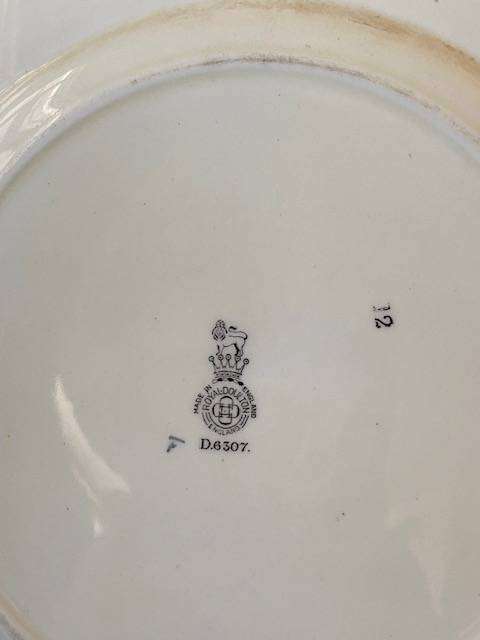 12
MADE IN ENGLAND
ROYAL·DOULTON
ENGLAND
D.6307.